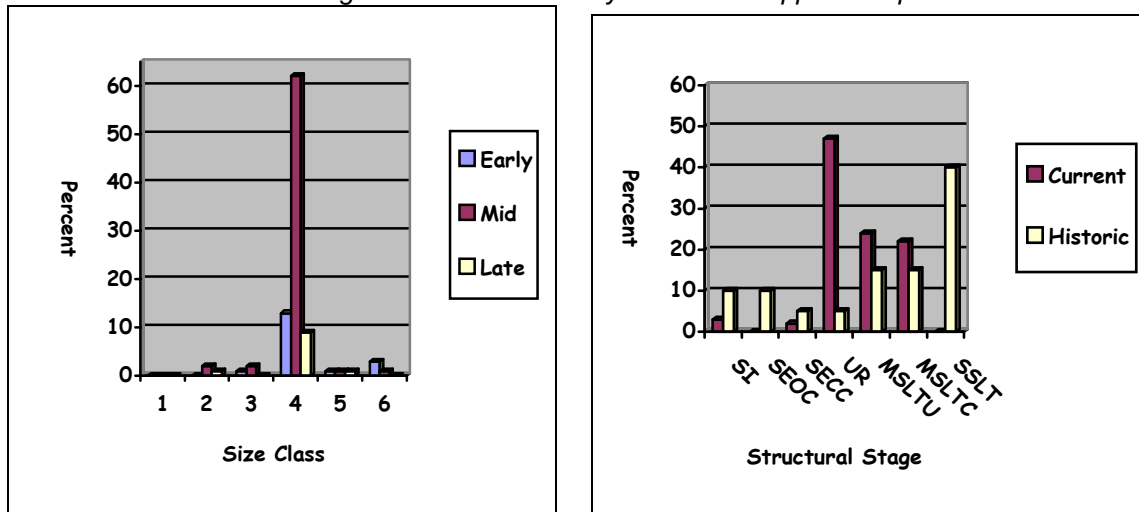 60
50
40
30
20
10
0
Percent
1 2 3 4 5 6
Size Class
Early
Mid
Late
60
50
40
30
20
10
0
Percent
SI SEOC SECC UR MSLTU MSLTC SSLT
Structural Stage
Current
Historic